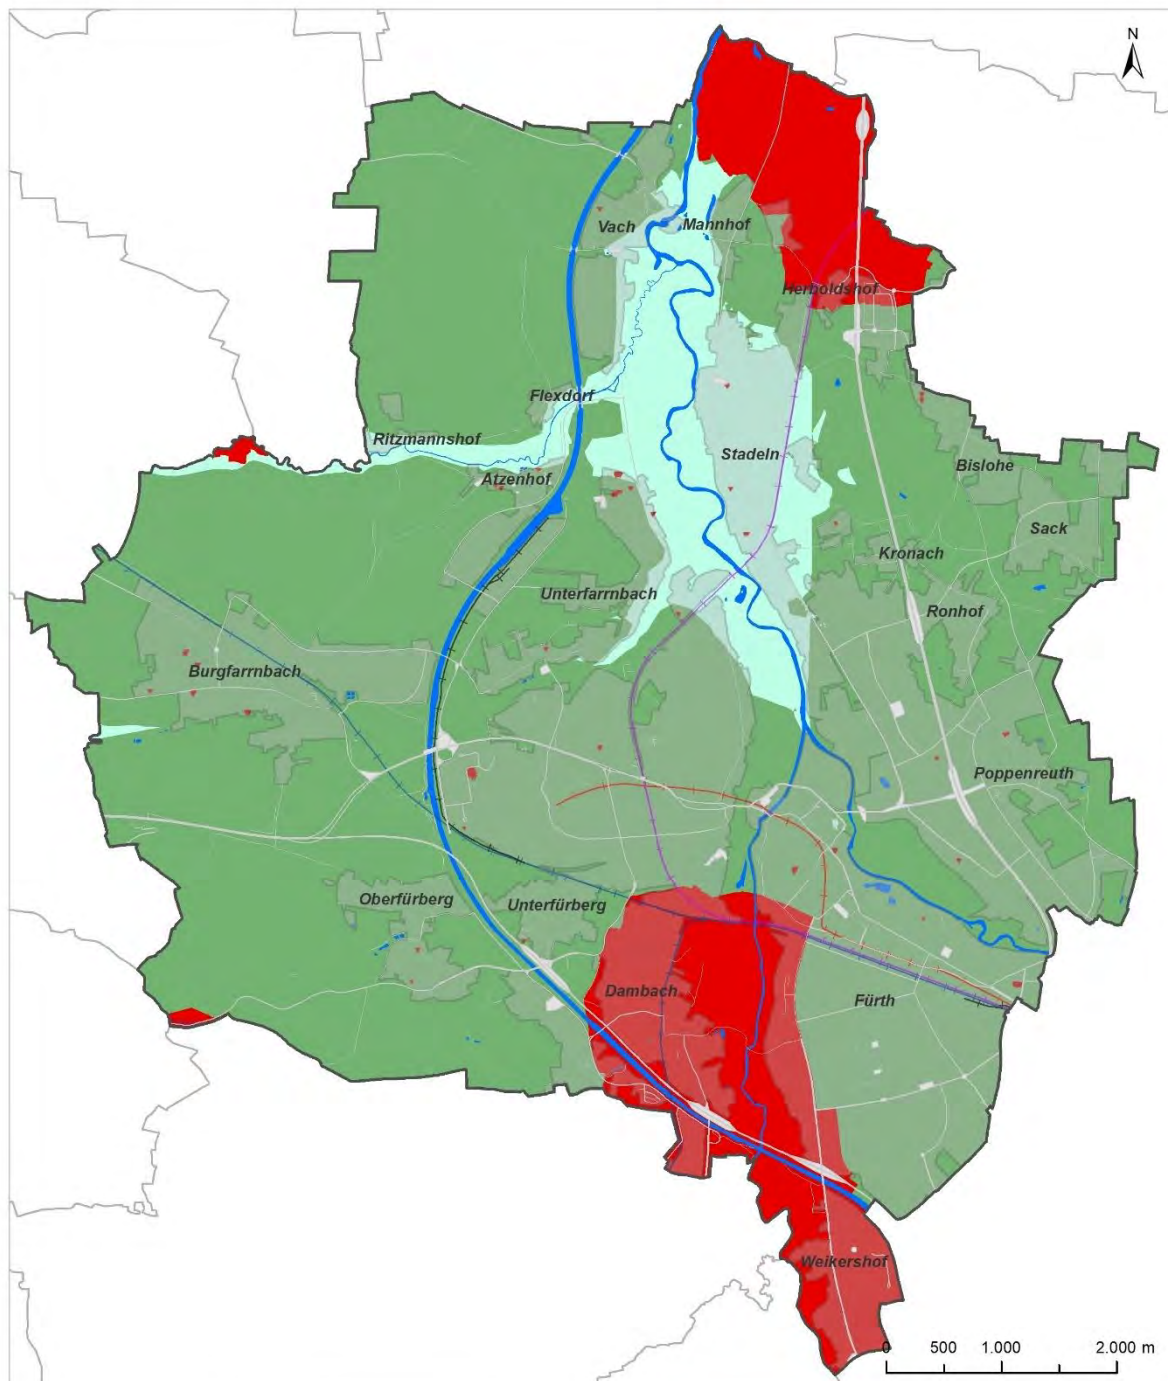 N
Vach
Mannhof
Herboldshof
Flexdorf
Ritzmannshof
Stadeln
Bislohe
Atzenhof
Sack
Kronach
Unterfarrnbach
Ronhof
Burgfarrnbach
Poppenreuth
Oberfürberg
Unterfürberg
Dambach
Fürth
Weikershof
0 500 1.000 2.000 m